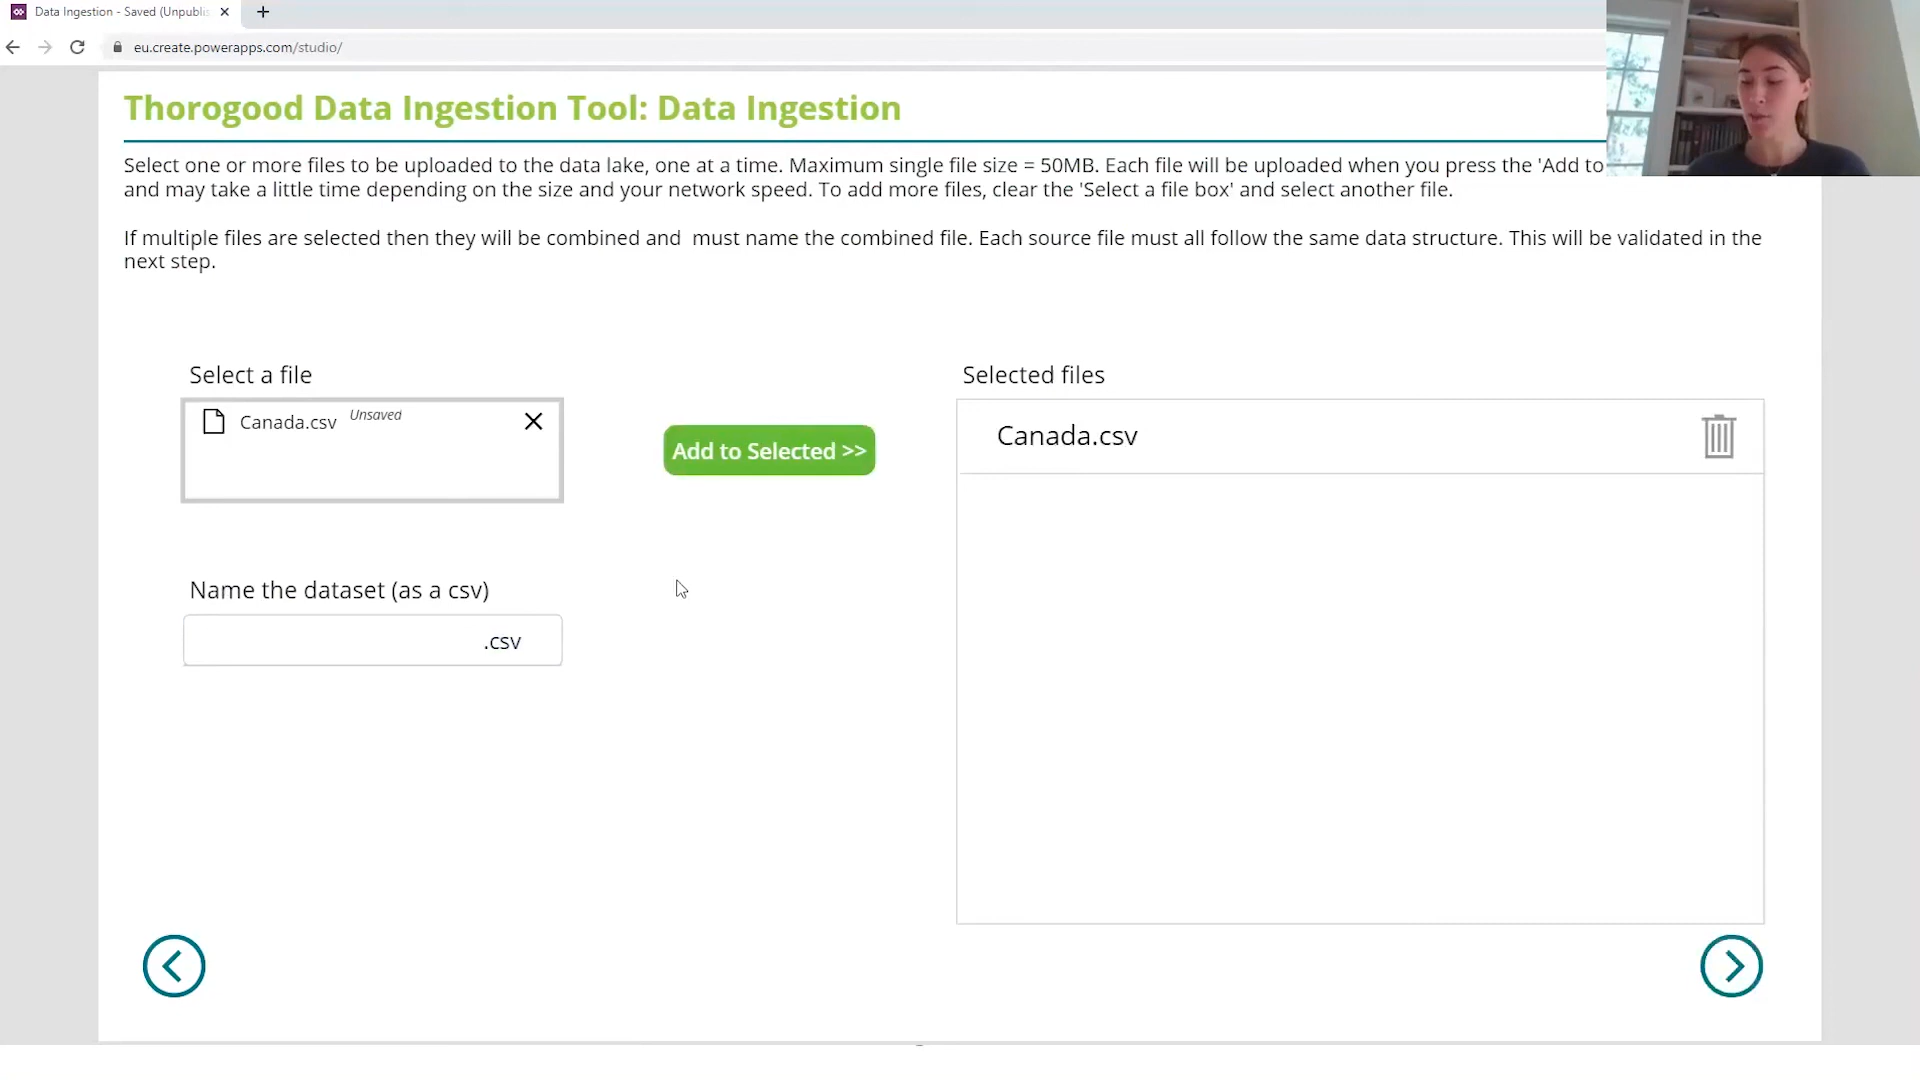 Data Ingestion - Saved (Unpublis
eu.create.powerapps.com/studio/
Thorogood Data Ingestion Tool: Data Ingestion
Select one or more files to be uploaded to the data lake, one at a time. Maximum single file size = 50MB. Each file will be uploaded when you press the 'Add to
and may take a little time depending on the size and your network speed. To add more files, clear the 'Select a file box' and select another file.
If multiple files are selected then they will be combined and must name the combined file. Each source file must all follow the same data structure. This will be validated in the
next step.
Select a file
Canada.csv Unsaved
Add to Selected >>
Name the dataset (as a csv)
.csv
Selected files
Canada.csv